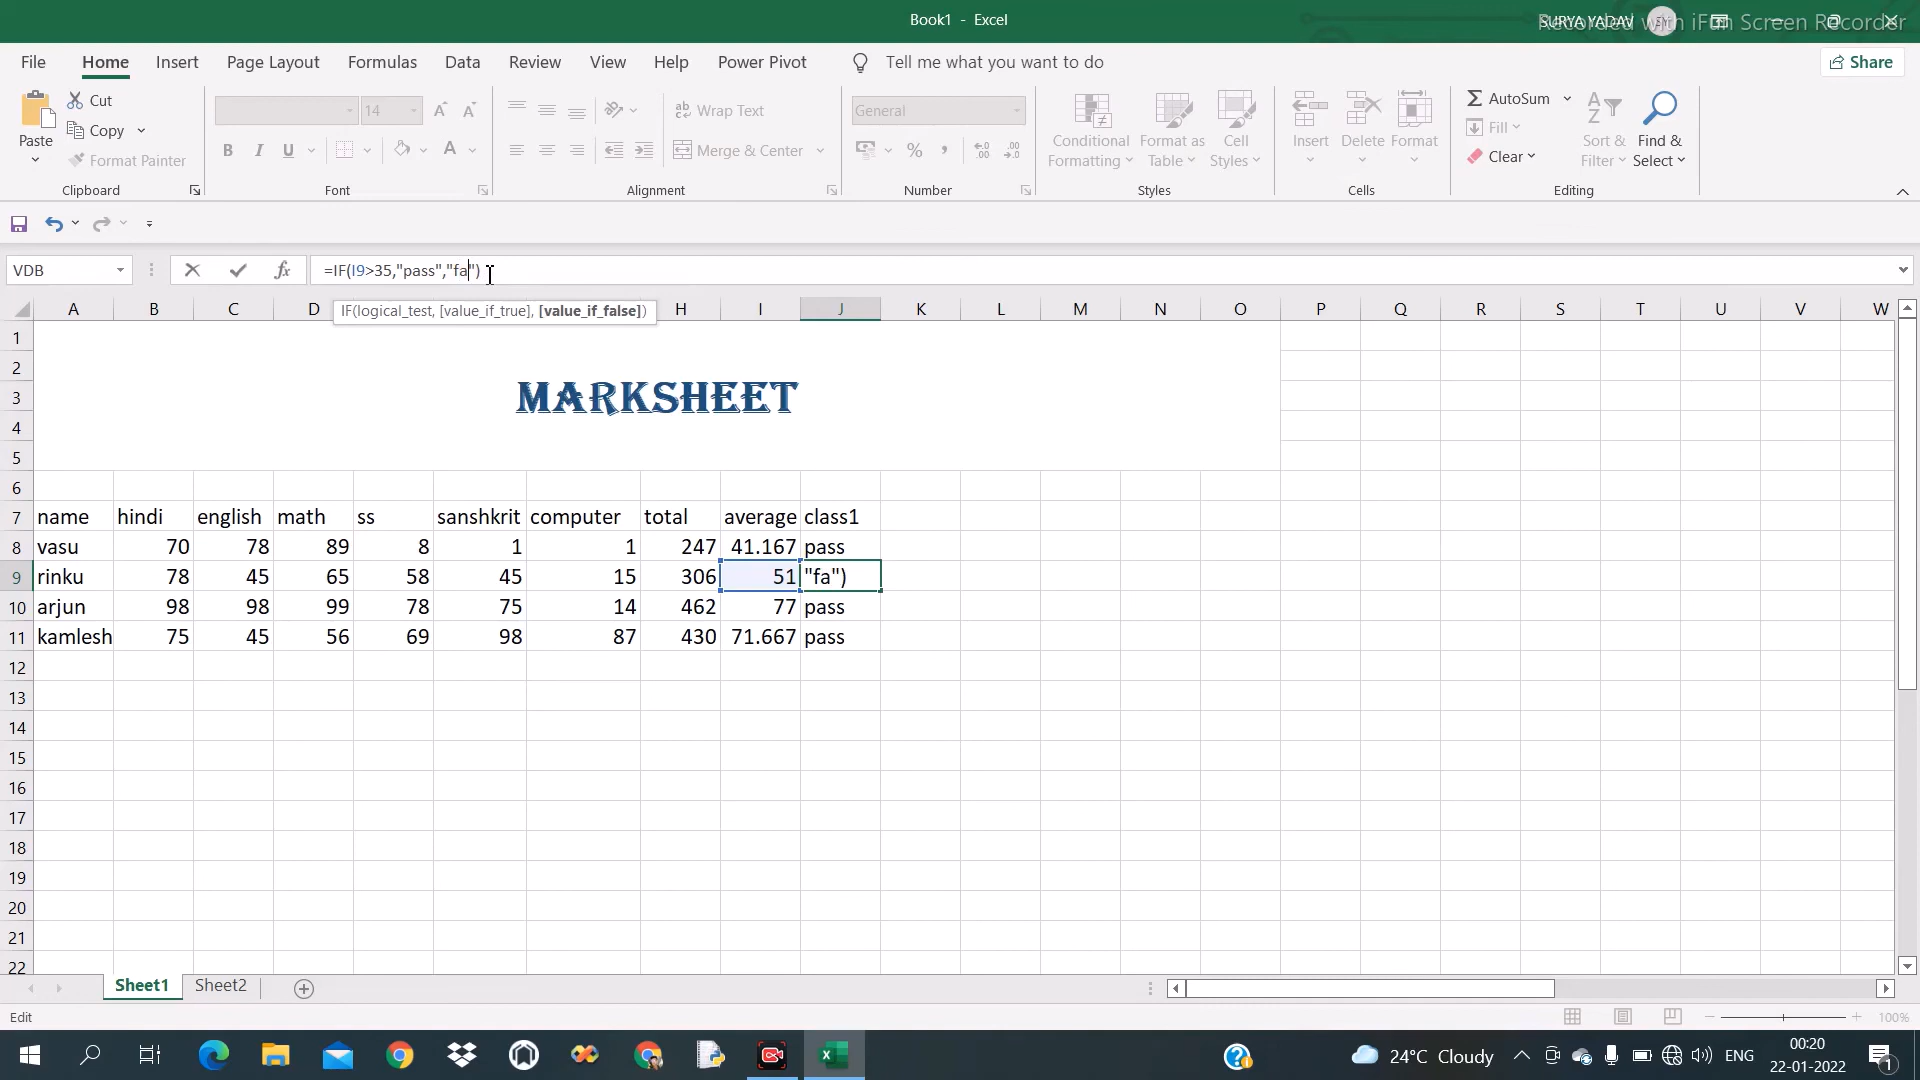 Book1 - Excel
SURYA YADAV SY
Recorded with iFun Screen Recorder
File Home Insert Page Layout Formulas Data Review View Help Power Pivot Tell me what you want to do Share
Cut
Copy
Format Painter
Paste
Clipboard
14
B I U
Font
Wrap Text
Merge & Center
Alignment
General
Number
Conditional Formatting
Format as Table
Cell Styles
Styles
Insert Delete Format
Cells
AutoSum
Fill
Clear
Sort & Filter
Find & Select
Editing
VDB
fx
=IF(I9>35,"pass","fa")
IF(logical_test, [value_if_true], [value_if_false])
A B C D H I J K L M N O P Q R S T U V W
1
2
3 MARKSHEET
4
5
6
7 name hindi english math ss sanshkrit computer total average class1
8 vasu 70 78 89 8 1 1 247 41.167 pass
9 rinku 78 45 65 58 45 15 306 51 "fa")
10 arjun 98 98 99 78 75 14 462 77 pass
11 kamlesh 75 45 56 69 98 87 430 71.667 pass
12
13
14
15
16
17
18
19
20
21
22
Sheet1 Sheet2
Edit 100%
24°C Cloudy ENG 00:20
22-01-2022 1